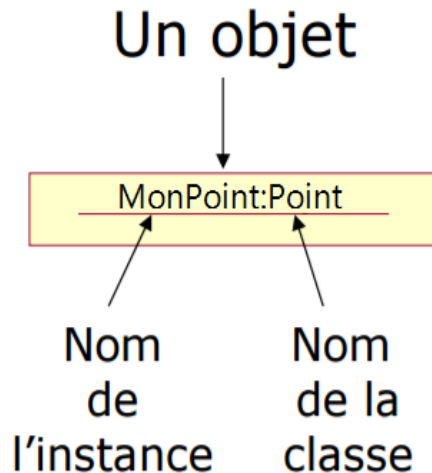 Un objet
MonPoint:Point
Nom
de
l’instance
Nom
de la
classe